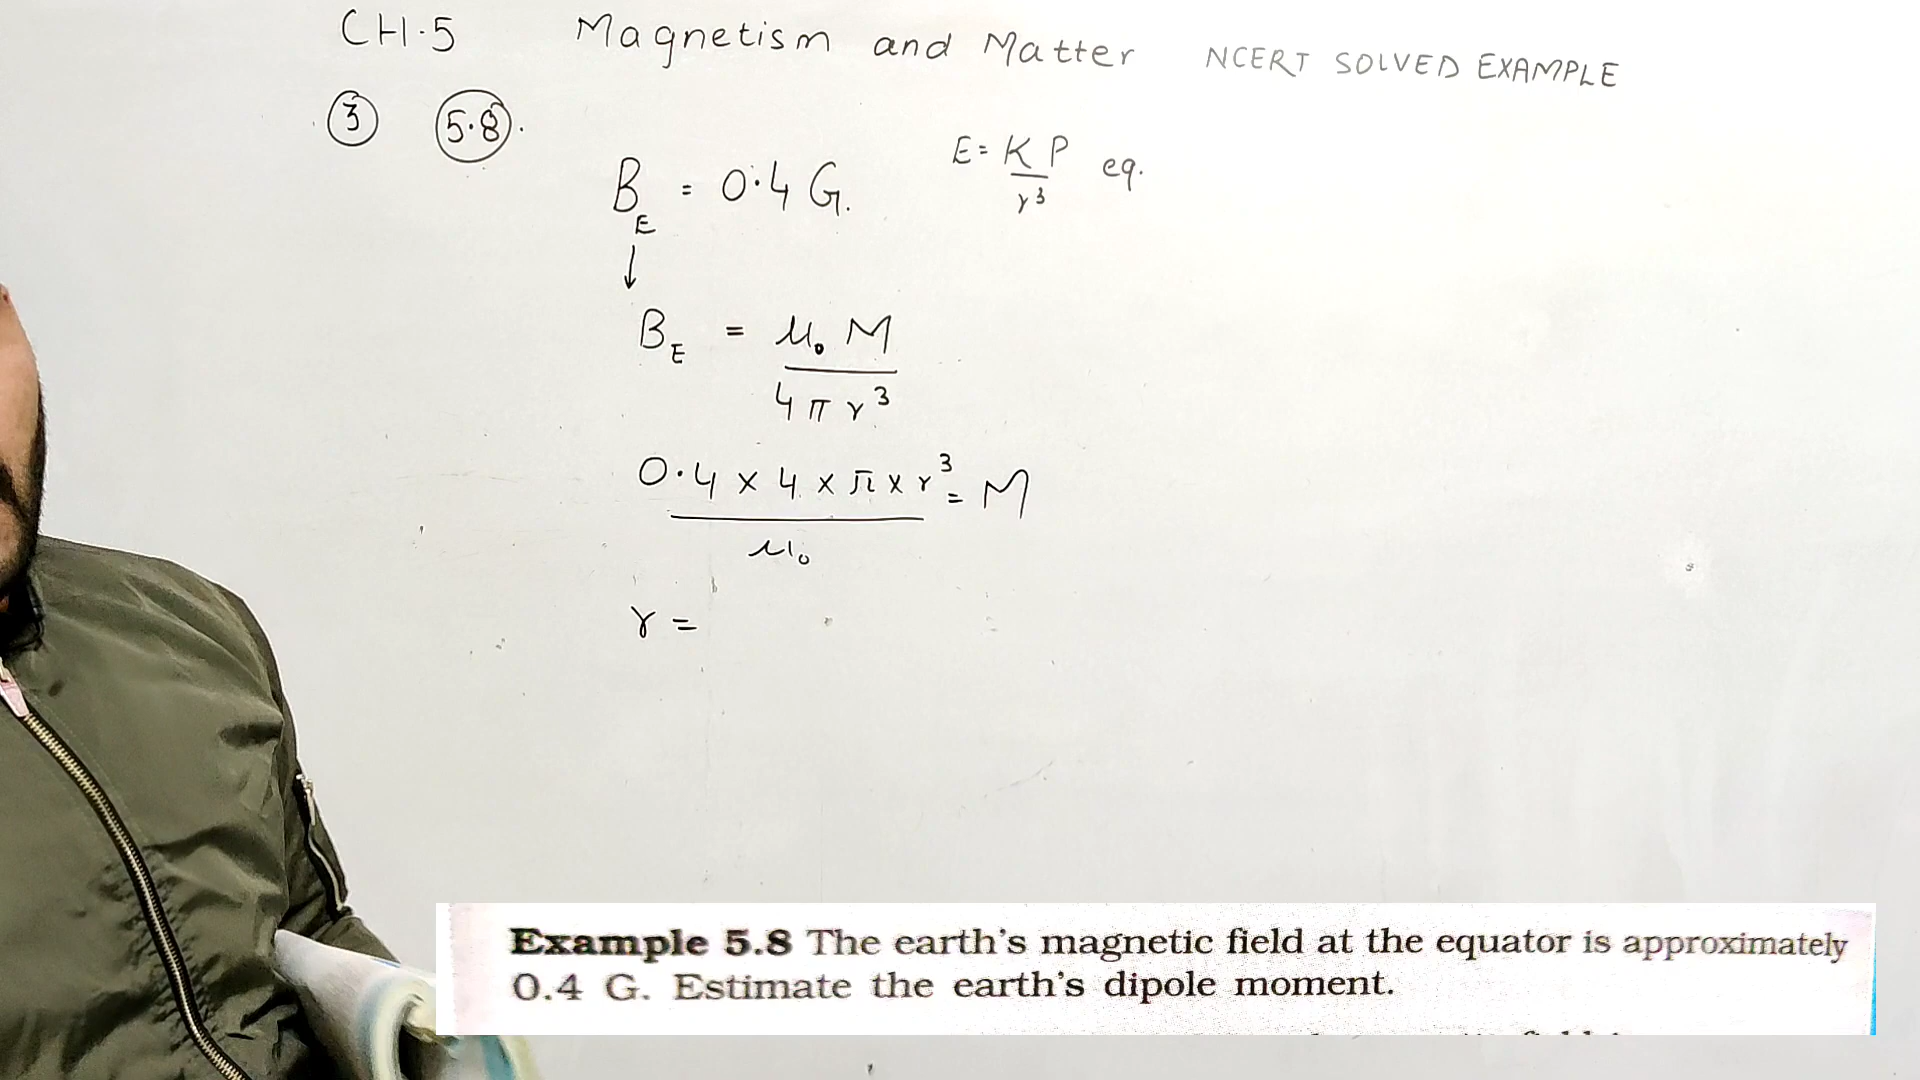 CH.5 Magnetism and Matter NCERT SOLVED EXAMPLE
3 5.8.
B_E = 0.4 G. E = KP/r³ eq.
↓
B_E = μ₀ M / 4 π r³
0.4 × 4 × π × r³ / μ₀ = M
r =
Example 5.8 The earth's magnetic field at the equator is approximately
0.4 G. Estimate the earth's dipole moment.